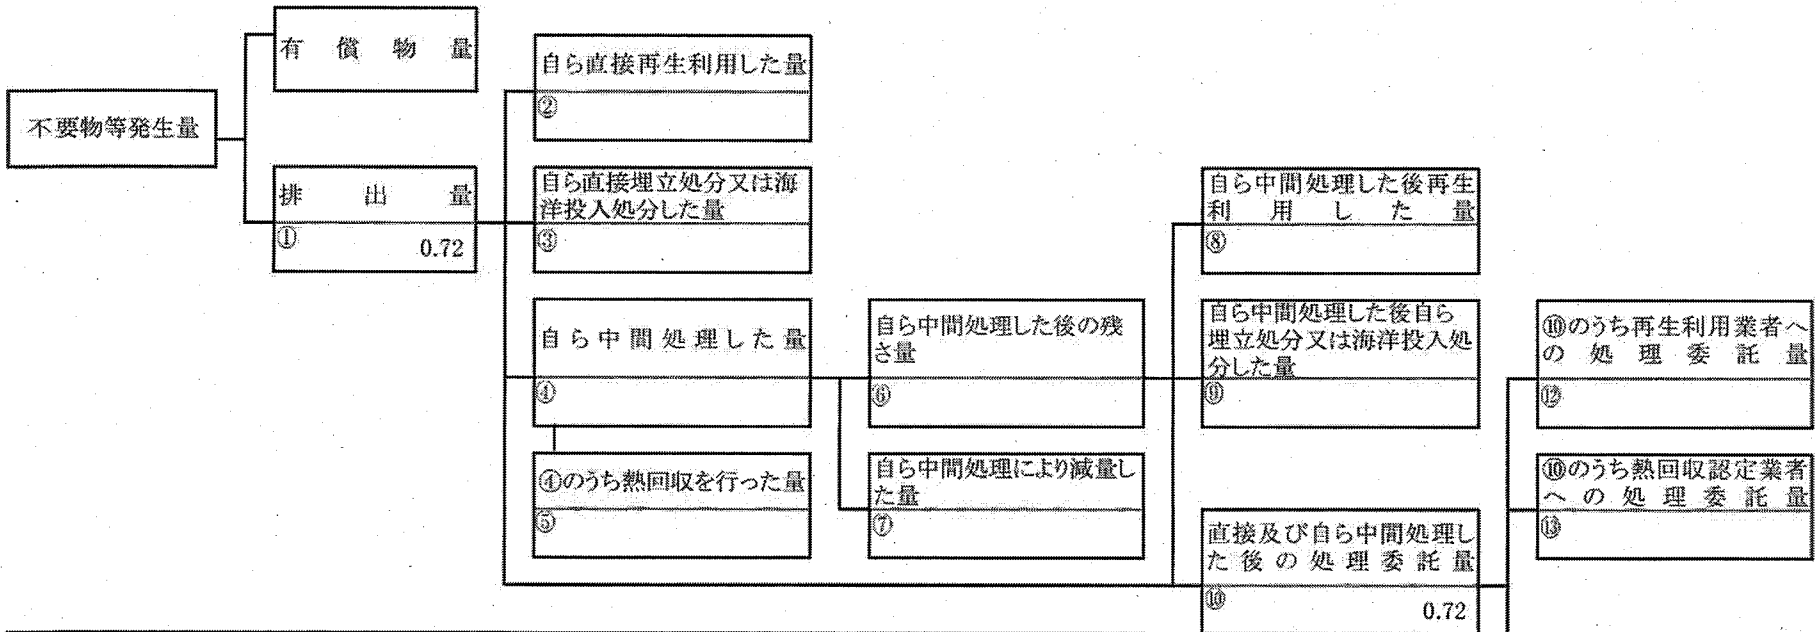 有償物量
不要物等発生量
排出量
①
0.72
自ら直接再生利用した量
②
自ら直接埋立処分又は海
洋投入処分した量
③
自ら中間処理した量
④
④のうち熱回収を行った量
⑤
自ら中間処理した後の残
さ量
⑥
自ら中間処理により減量し
た量
⑦
自ら中間処理した後再生
利用した量
⑧
自ら中間処理した後自ら
埋立処分又は海洋投入処
分した量
⑨
直接及び自ら中間処理し
た後の処理委託量
⑩
0.72
⑩のうち再生利用業者へ
の処理委託量
⑫
⑩のうち熱回収認定業者
への処理委託量
⑬